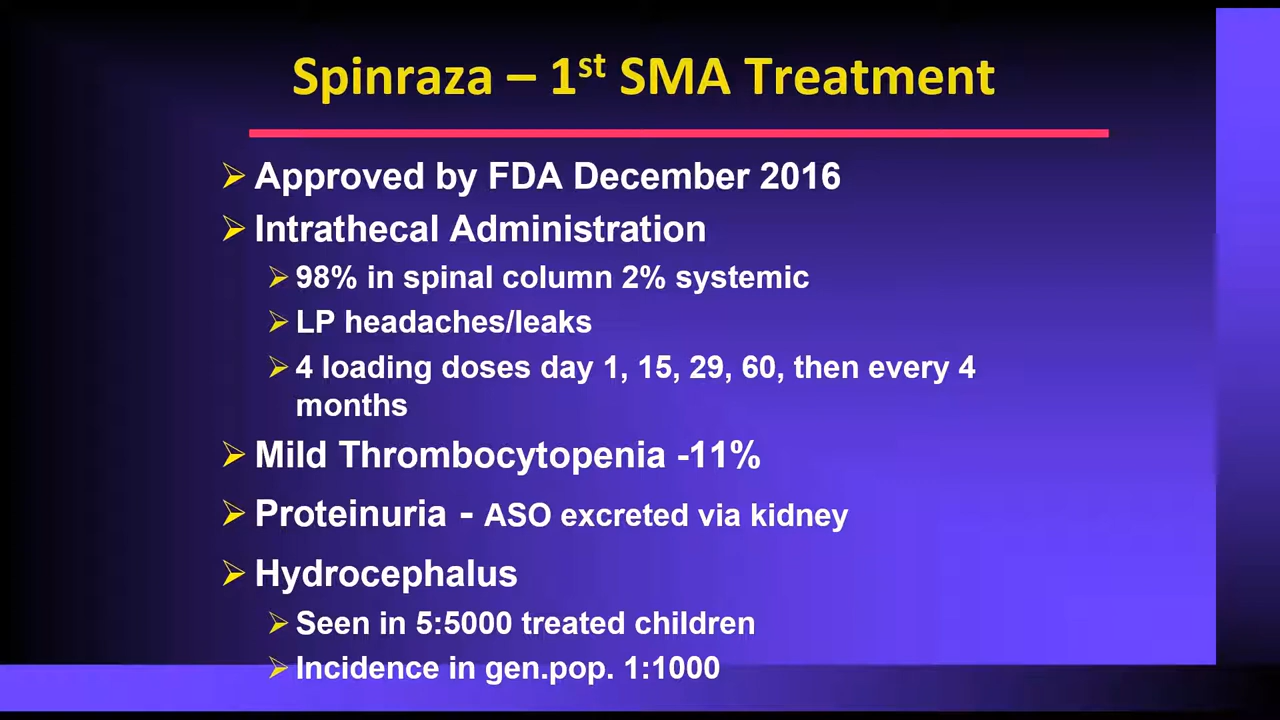 Spinraza – 1st SMA Treatment
Approved by FDA December 2016
Intrathecal Administration
98% in spinal column 2% systemic
LP headaches/leaks
4 loading doses day 1, 15, 29, 60, then every 4
months
Mild Thrombocytopenia -11%
Proteinuria - ASO excreted via kidney
Hydrocephalus
Seen in 5:5000 treated children
Incidence in gen.pop. 1:1000